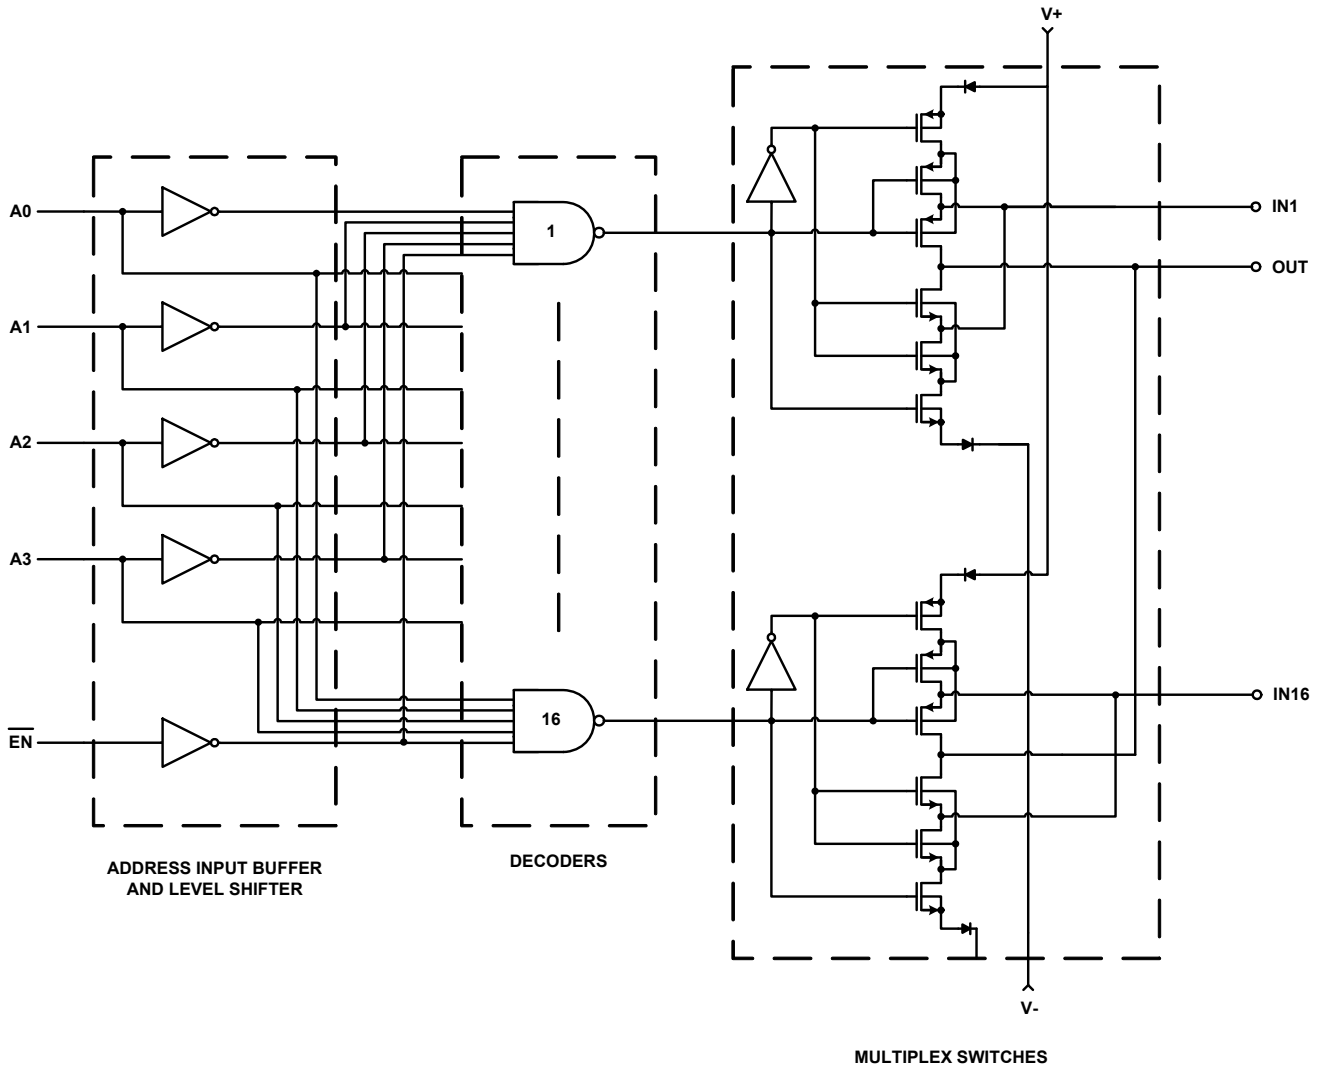 V+
A0
1
IN1
OUT
A1
A2
A3
16
IN16
EN
ADDRESS INPUT BUFFER
AND LEVEL SHIFTER
DECODERS
V-
MULTIPLEX SWITCHES